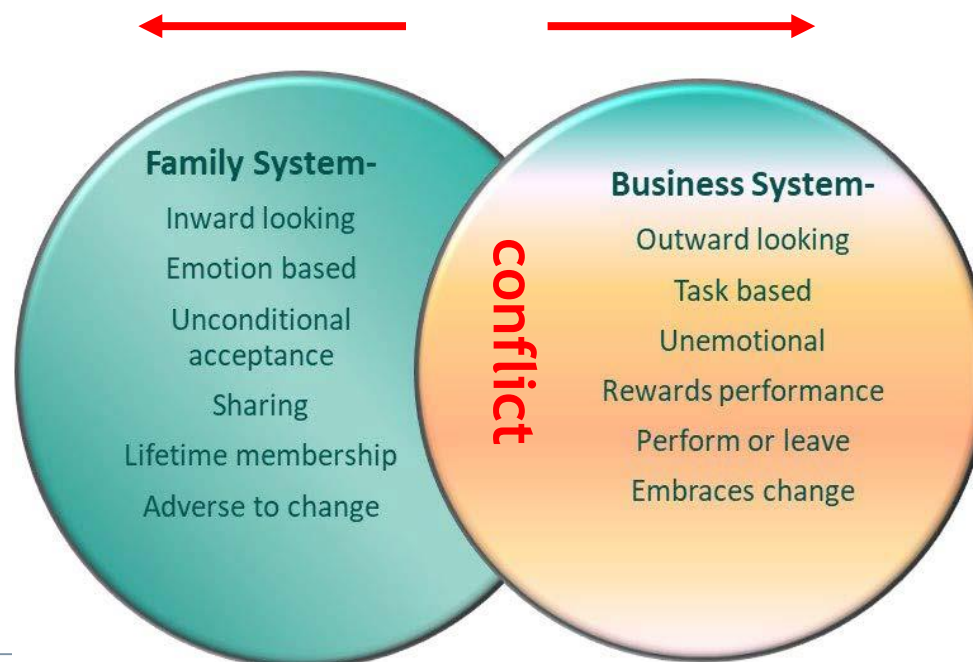 Family System-
Inward looking
Emotion based
Unconditional
acceptance
Sharing
Lifetime membership
Adverse to change
conflict
Business System-
Outward looking
Task based
Unemotional
Rewards performance
Perform or leave
Embraces change